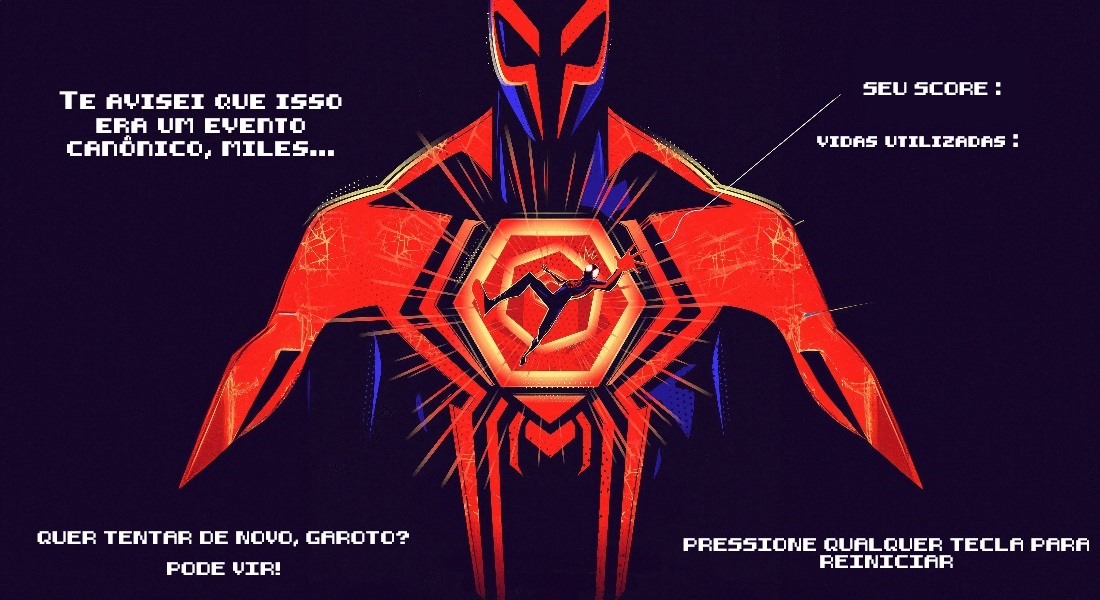 TE AVISEI QUE ISSO
ERA UM EVENTO
CANÔNICO, MILES...
SEU SCORE :
VIDAS UTILIZADAS :
QUER TENTAR DE NOVO, GAROTO?
PODE VIR!
PRESSIONE QUALQUER TECLA PARA
REINICIAR